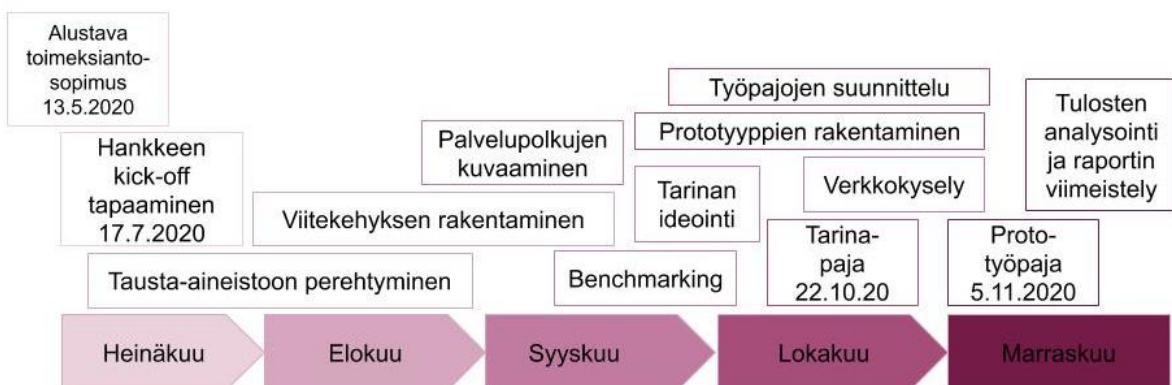 Alustava
toimeksianto-
sopimus
13.5.2020
Hankkeen
kick-off
tapaaminen
17.7.2020
Tausta-aineistoon perehtyminen
Viitekehyksen rakentaminen
Palvelupolkujen
kuvaaminen
Benchmarking
Työpajojen suunnittelu
Prototyyppien rakentaminen
Tarinan
ideointi
Verkkokysely
Tarina-
paja
22.10.20
Proto-
työpaja
5.11.2020
Tulosten
analysointi
ja raportin
viimeistely
Heinäkuu
Elokuu
Syyskuu
Lokakuu
Marraskuu